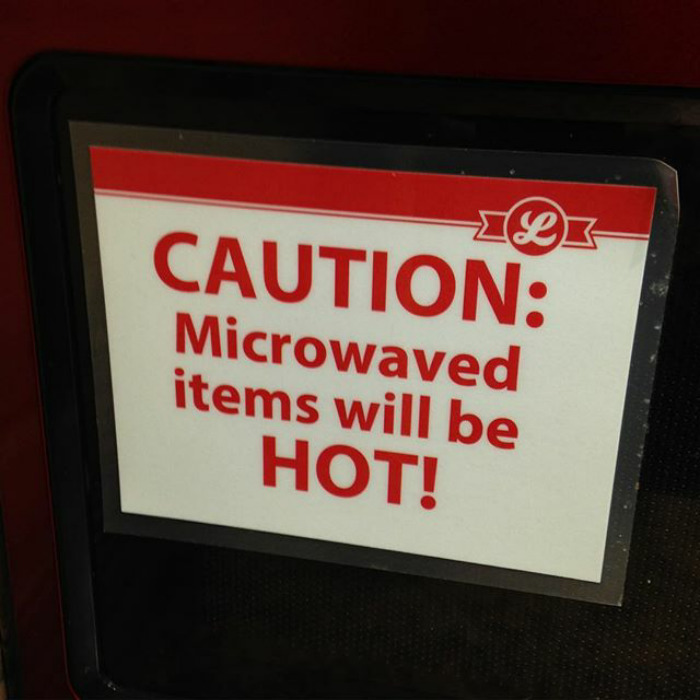 L
CAUTION:
Microwaved
items will be
HOT!